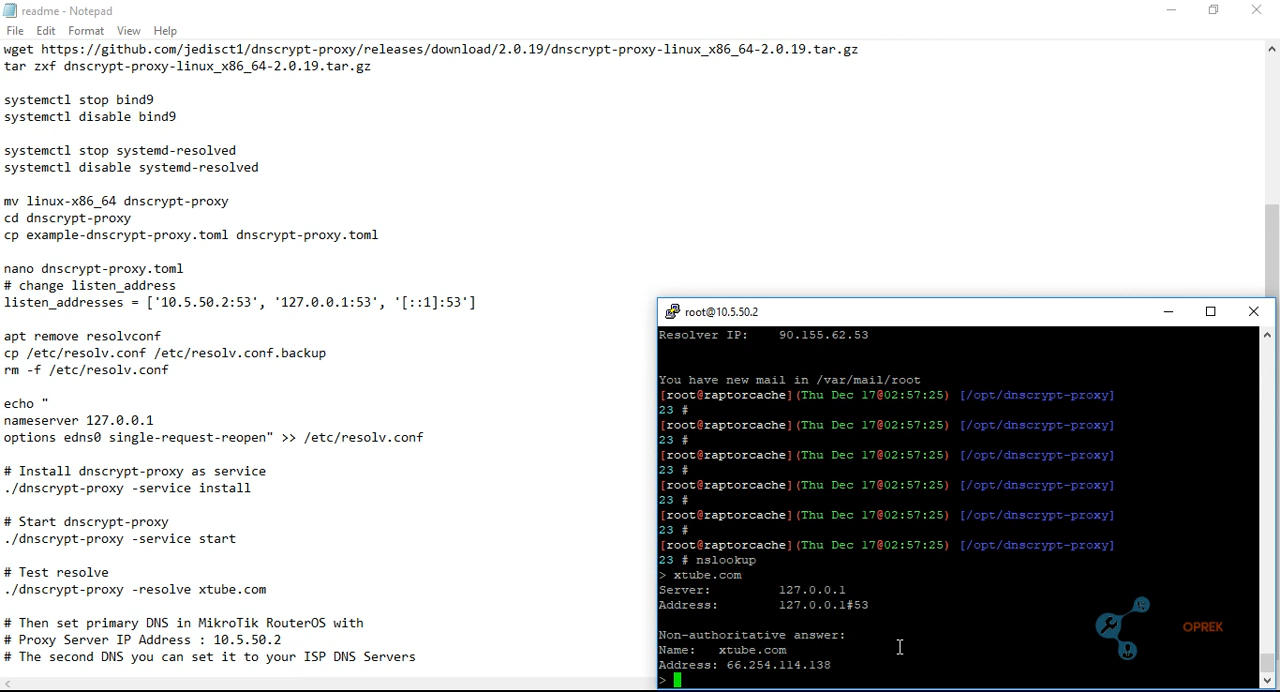 readme - Notepad
File Edit Format View Help
wget https://github.com/jedisct1/dnscrypt-proxy/releases/download/2.0.19/dnscrypt-proxy-linux_x86_64-2.0.19.tar.gz
tar zxf dnscrypt-proxy-linux_x86_64-2.0.19.tar.gz
systemctl stop bind9
systemctl disable bind9
systemctl stop systemd-resolved
systemctl disable systemd-resolved
mv linux-x86_64 dnscrypt-proxy
cd dnscrypt-proxy
cp example-dnscrypt-proxy.toml dnscrypt-proxy.toml
nano dnscrypt-proxy.toml
# change listen_address
listen_addresses = ['10.5.50.2:53', '127.0.0.1:53', '[::1]:53']
apt remove resolvconf
cp /etc/resolv.conf /etc/resolv.conf.backup
rm -f /etc/resolv.conf
echo "
nameserver 127.0.0.1
options edns0 single-request-reopen" >> /etc/resolv.conf
# Install dnscrypt-proxy as service
./dnscrypt-proxy -service install
# Start dnscrypt-proxy
./dnscrypt-proxy -service start
# Test resolve
./dnscrypt-proxy -resolve xtube.com
# Then set primary DNS in MikroTik RouterOS with
# Proxy Server IP Address : 10.5.50.2
# The second DNS you can set it to your ISP DNS Servers
root@10.5.50.2
Resolver IP: 90.155.62.53
You have new mail in /var/mail/root
[root@raptorcache](Thu Dec 17@02:57:25) [/opt/dnscrypt-proxy]
23 #
[root@raptorcache](Thu Dec 17@02:57:25) [/opt/dnscrypt-proxy]
23 #
[root@raptorcache](Thu Dec 17@02:57:25) [/opt/dnscrypt-proxy]
23 #
[root@raptorcache](Thu Dec 17@02:57:25) [/opt/dnscrypt-proxy]
23 #
[root@raptorcache](Thu Dec 17@02:57:25) [/opt/dnscrypt-proxy]
23 #
[root@raptorcache](Thu Dec 17@02:57:25) [/opt/dnscrypt-proxy]
23 # nslookup
> xtube.com
Server: 127.0.0.1
Address: 127.0.0.1#53
Non-authoritative answer:
Name: xtube.com
Address: 66.254.114.138
>
OPREK